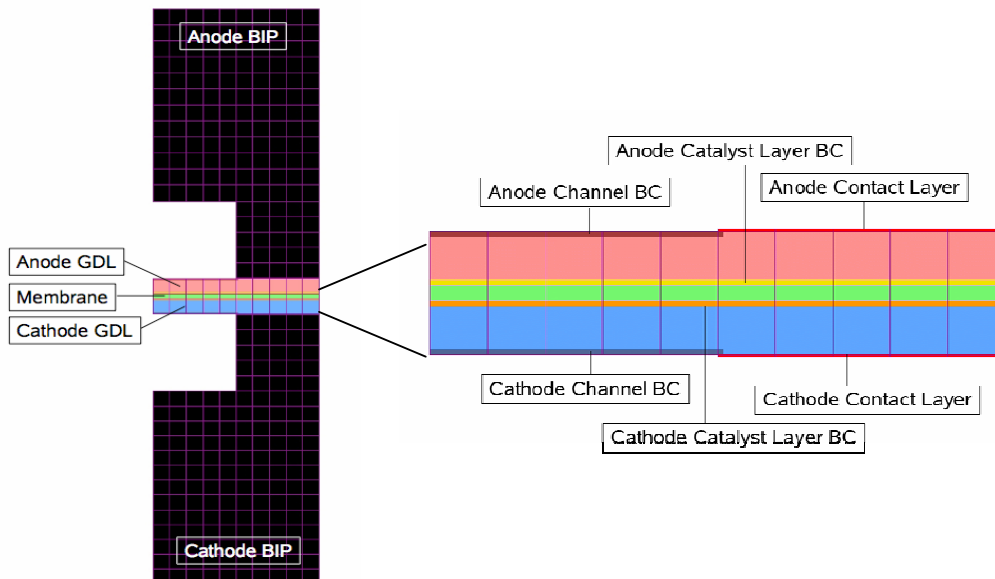 Anode BIP
Anode GDL
Membrane
Cathode GDL
Cathode BIP
Anode Catalyst Layer BC
Anode Channel BC
Anode Contact Layer
Cathode Channel BC
Cathode Contact Layer
Cathode Catalyst Layer BC